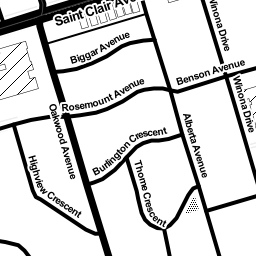 Saint Clair Av
Winona Drive
Biggar Avenue
Benson Avenue
Rosemount Avenue
Oakwood Avenue
Winona Drive
Alberta Avenue
Burlington Crescent
Highview Crescent
Thome Crescent